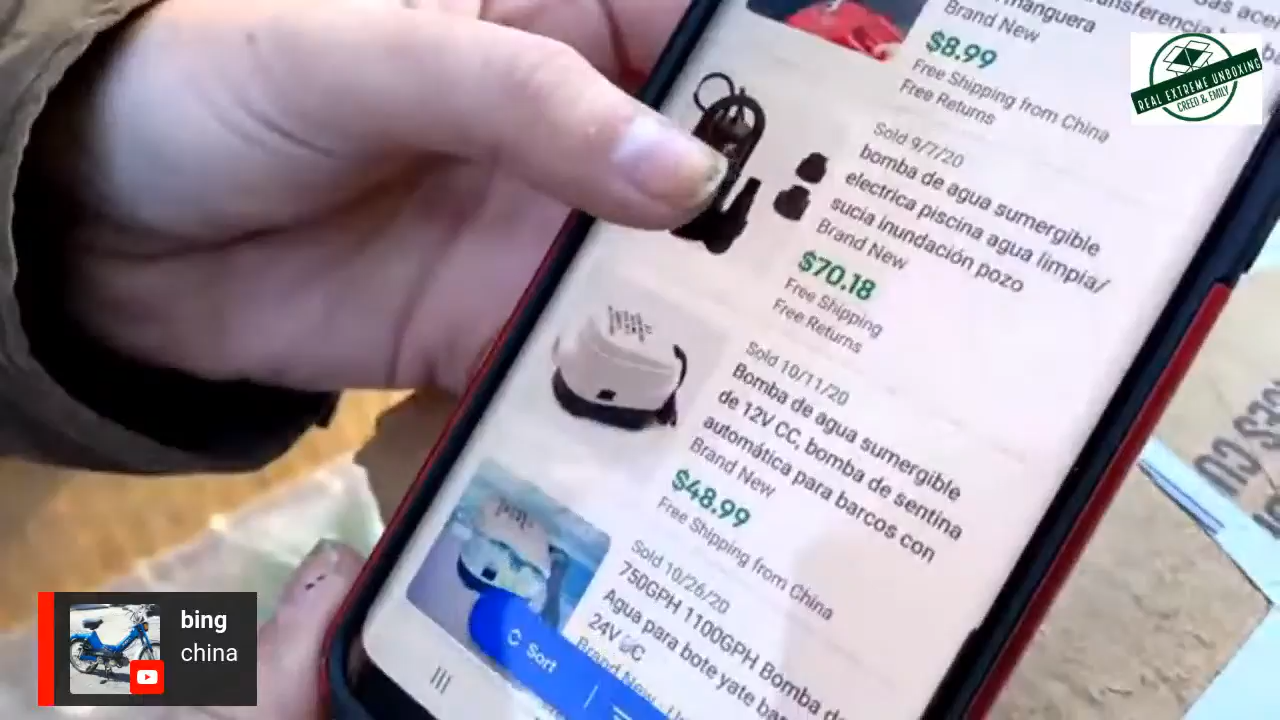 manguera
Brand New
$8.99
Free Shipping from China
Free Returns
Sold 9/7/20
bomba de agua sumergible
electrica piscina agua limpia/
sucia inundación pozo
Brand New
$70.18
Free Shipping
Free Returns
Sold 10/11/20
Bomba de agua sumergible
de 12V CC, bomba de sentina
automática para barcos con
Brand New
$48.99
Free Shipping from China
Sold 10/26/20
750GPH 1100GPH Bomba de
Agua para bote yate
24V
Brand New
Sort
REAL EXTREME UNBOXING
CREED & EMILY
bing
china